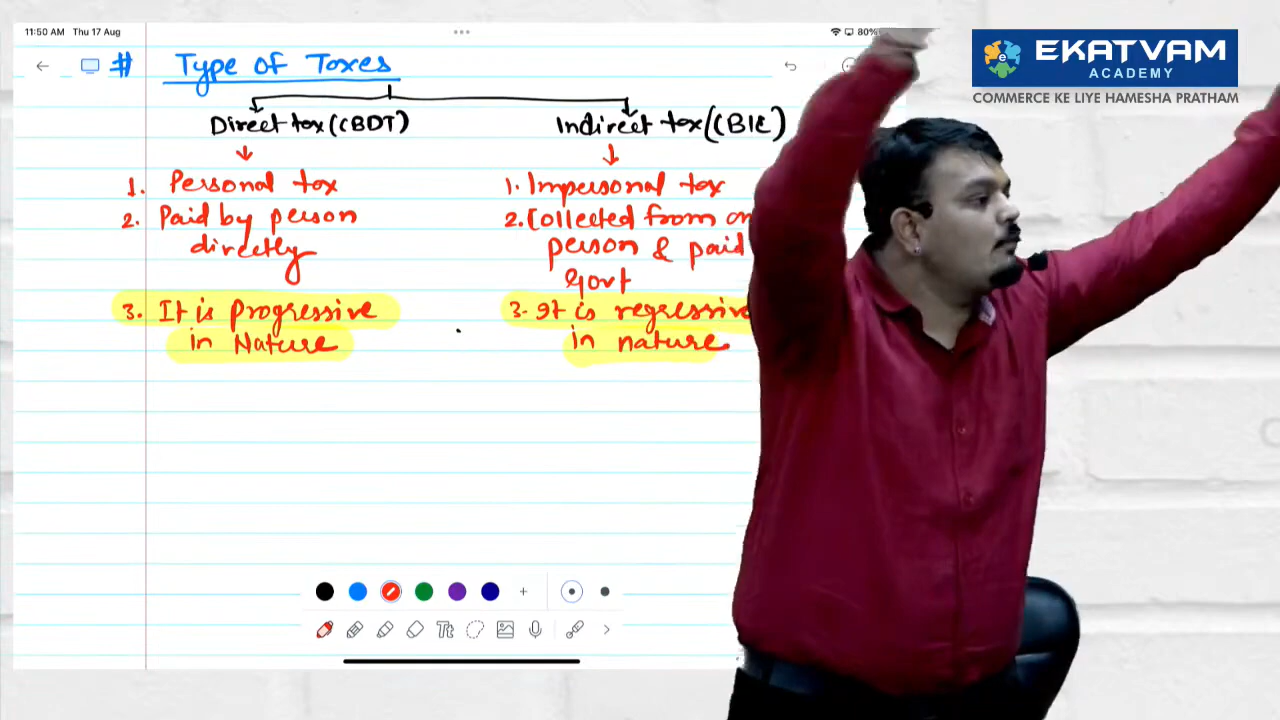 11:50 AM Thu 17 Aug
80%
EKATVAM
ACADEMY
COMMERCE KE LIYE HAMESHA PRATHAM
# Type of Taxes
Direct tax (CBDT)
Indirect tax (CBIC)
1. Personal tax
2. Paid by person
directly
3. It is progressive
in Nature
1. Impersonal tax
2. Collected from
person & paid
Govt
3. It is regressive
in nature
Tt